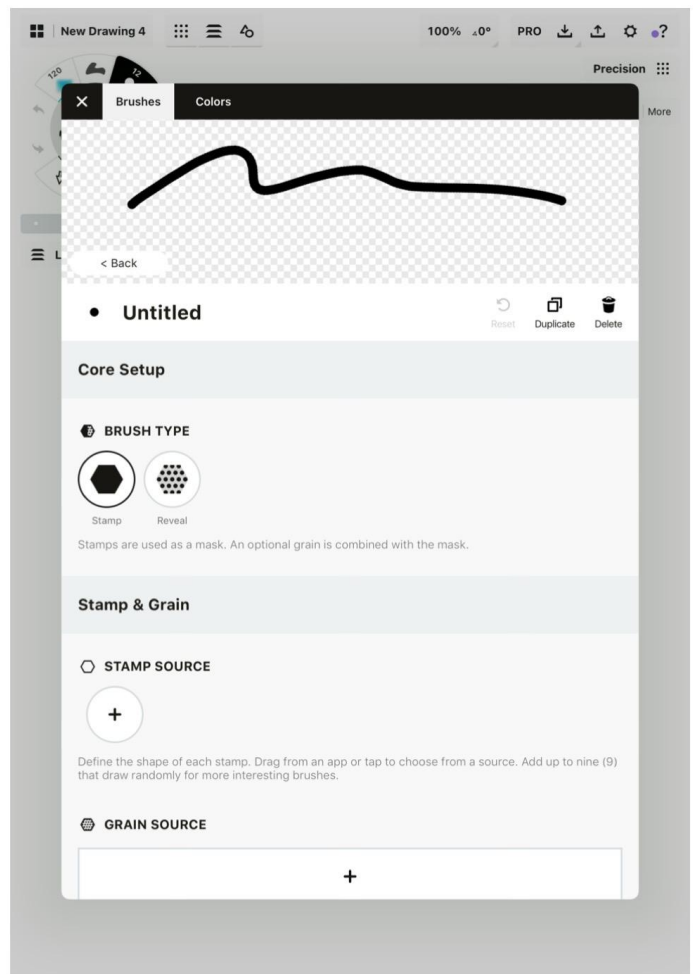 New Drawing 4
100% ⊿0° PRO ?
120
12
Precision
Brushes Colors
More
L
< Back
Untitled
Reset Duplicate Delete
Core Setup
BRUSH TYPE
Stamp Reveal
Stamps are used as a mask. An optional grain is combined with the mask.
Stamp & Grain
STAMP SOURCE
+
Define the shape of each stamp. Drag from an app or tap to choose from a source. Add up to nine (9)
that draw randomly for more interesting brushes.
GRAIN SOURCE
+